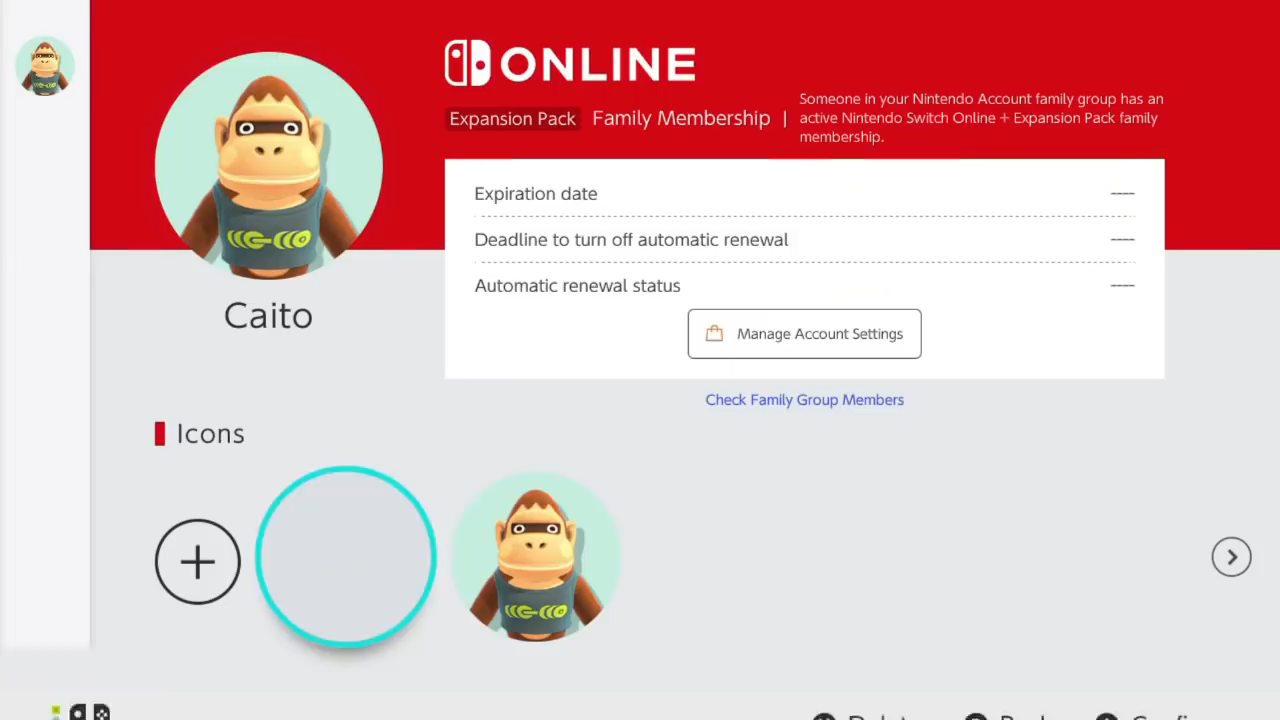 ONLINE
Expansion Pack Family Membership | Someone in your Nintendo Account family group has an
active Nintendo Switch Online + Expansion Pack family
membership.
Expiration date ----
Deadline to turn off automatic renewal ----
Automatic renewal status ----
Manage Account Settings
Check Family Group Members
Caito
Icons